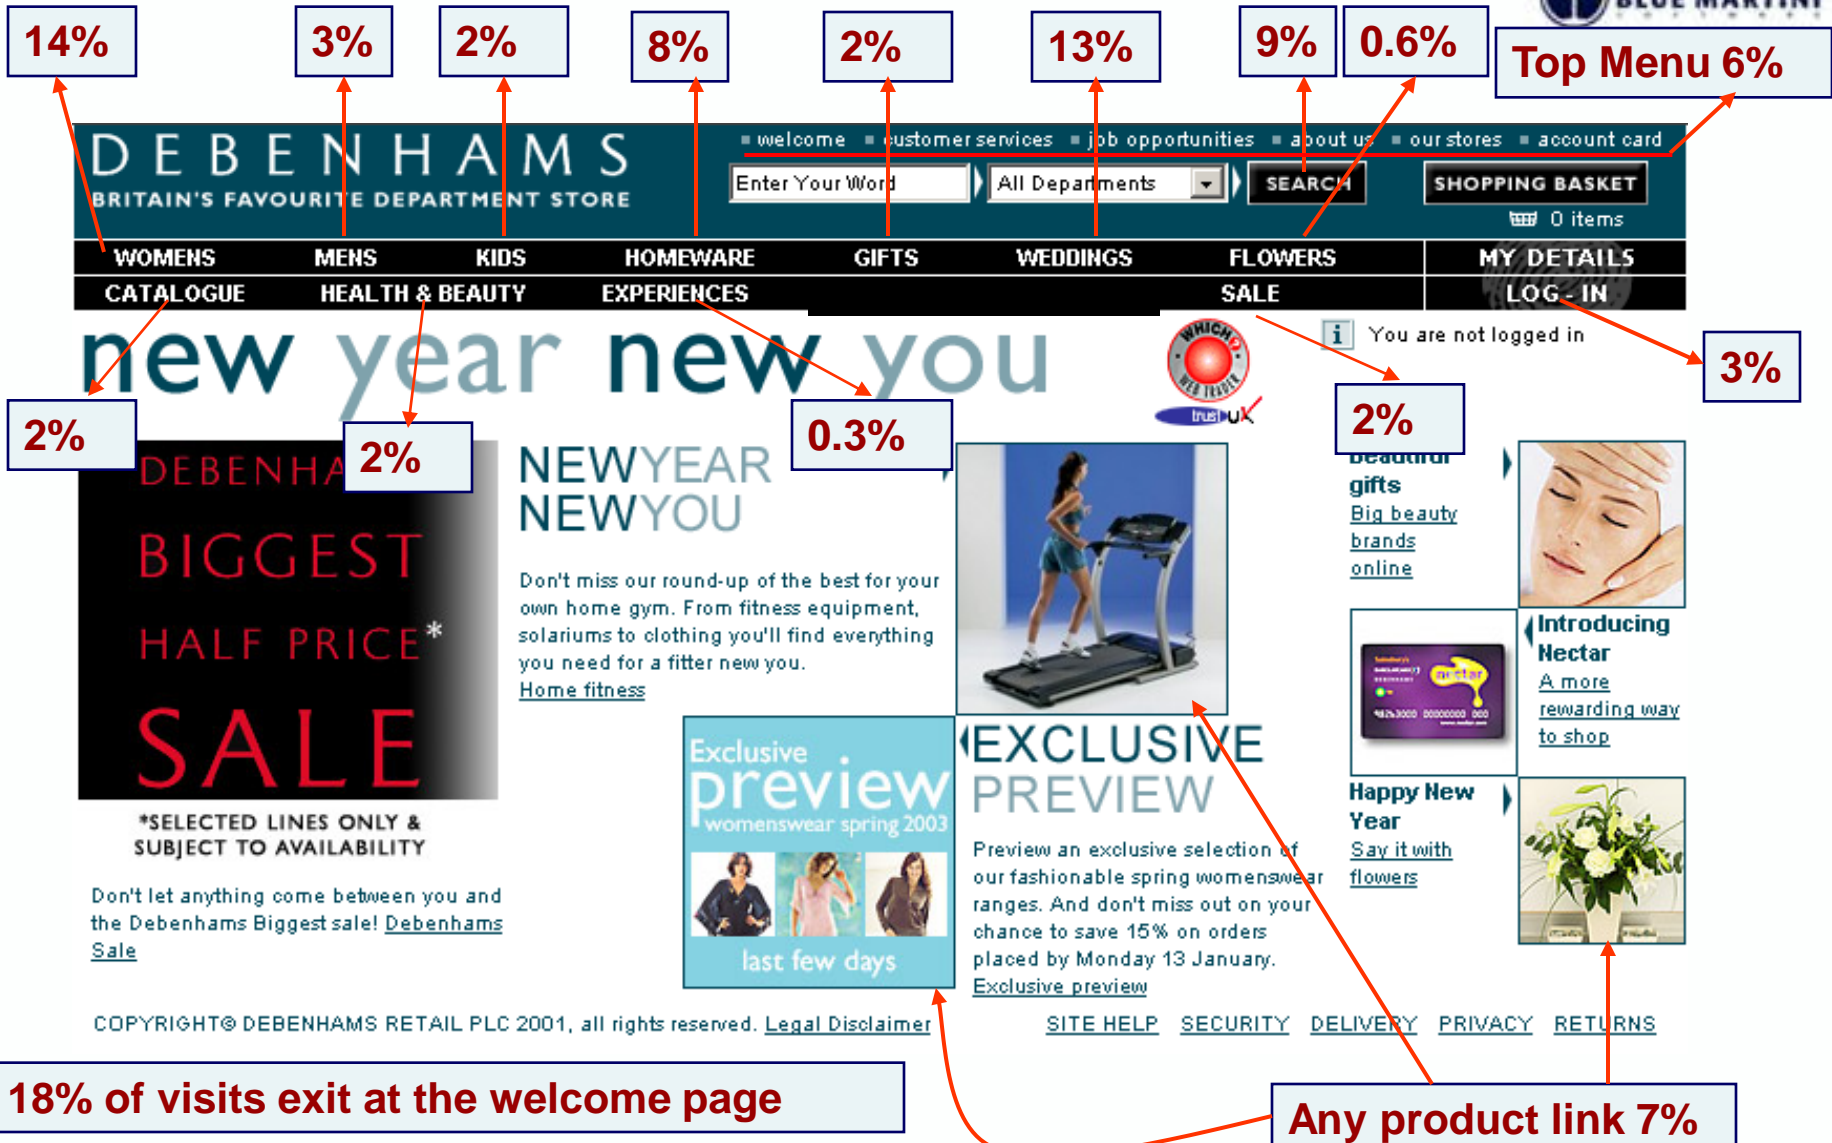 BLUE MARTINI
14%
3%
2%
8%
2%
13%
9%
0.6%
Top Menu 6%
DEBENHAMS
BRITAIN'S FAVOURITE DEPARTMENT STORE
welcome customer services job opportunities about us our stores account card
Enter Your Word All Departments SEARCH SHOPPING BASKET
0 items
WOMENS MENS KIDS HOMEWARE GIFTS WEDDINGS FLOWERS MY DETAILS
CATALOGUE HEALTH & BEAUTY EXPERIENCES SALE LOG-IN
new year new you
WHICH?
WEB TRADER
trust UK
i You are not logged in
3%
2%
2%
0.3%
2%
DEBENHA
BIGGEST
HALF PRICE*
SALE
*SELECTED LINES ONLY &
SUBJECT TO AVAILABILITY
Don't let anything come between you and
the Debenhams Biggest sale! Debenhams
Sale
NEWYEAR
NEWYOU
Don't miss our round-up of the best for your
own home gym. From fitness equipment,
solariums to clothing you'll find everything
you need for a fitter new you.
Home fitness
Exclusive
preview
womenswear spring 2003
last few days
EXCLUSIVE
PREVIEW
Preview an exclusive selection of
our fashionable spring womenswear
ranges. And don't miss out on your
chance to save 15% on orders
placed by Monday 13 January.
Exclusive preview
beautiful
gifts
Big beauty
brands
online
nectar
Introducing
Nectar
A more
rewarding way
to shop
Happy New
Year
Say it with
flowers
COPYRIGHT© DEBENHAMS RETAIL PLC 2001, all rights reserved. Legal Disclaimer
SITE HELP SECURITY DELIVERY PRIVACY RETURNS
18% of visits exit at the welcome page
Any product link 7%